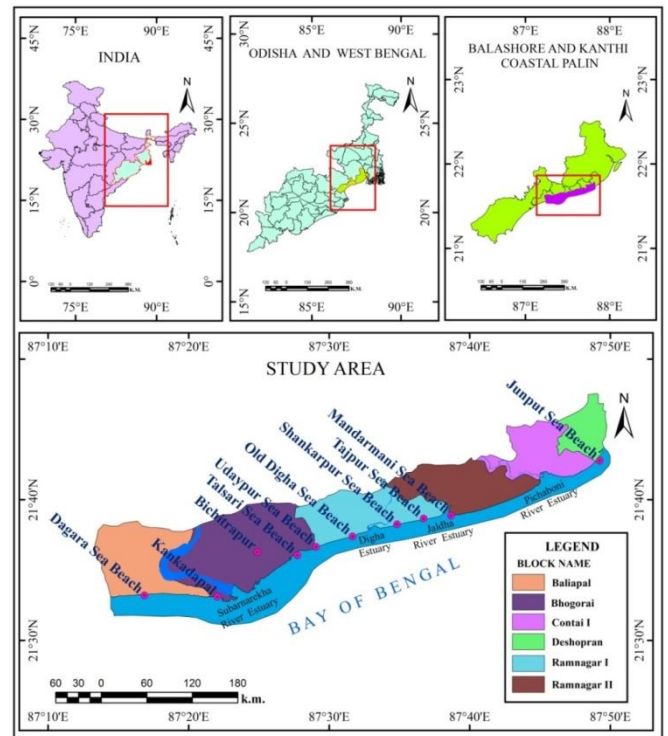 INDIA
75°E
90°E
45°N
30°N
15°N
0°
N
K.M.
75°E
90°E
ODISHA AND WEST BENGAL
85°E
90°E
30°N
25°N
20°N
15°N
N
K.M.
85°E
90°E
BALASHORE AND KANTHI
COASTAL PALIN
87°E
88°E
23°N
22°N
21°N
N
K.M.
87°E
88°E
87°10'E
87°20'E
87°30'E
87°40'E
87°50'E
STUDY AREA
N
21°40'N
21°30'N
21°40'N
21°30'N
Dagara Sea Beach
Kankadapal
Bichitrapur
Talsari Sea Beach
Udaypur Sea Beach
Old Digha Sea Beach
Shankarpur Sea Beach
Tajpur Sea Beach
Mandarmani Sea Beach
Junput Sea Beach
Subarnarekha
River Estuary
Digha
Estuary
Jaldha
River Estuary
Pichaboni
River Estuary
BAY OF BENGAL
LEGEND
BLOCK NAME
Baliapal
Bhogorai
Contai I
Deshopran
Ramnagar I
Ramnagar II
60 30 0 60 120 180
k.m.
87°10'E
87°20'E
87°30'E
87°40'E
87°50'E